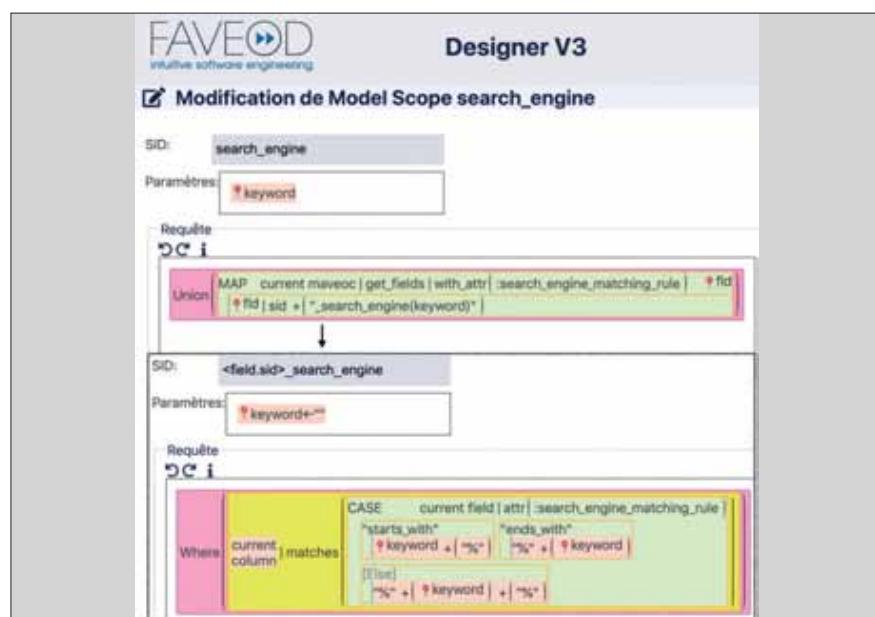 FAVEOD
intuitive software engineering
Designer V3
Modification de Model Scope search_engine
SID: search_engine
Paramètres: keyword
Requête
Union MAP current maveoc | get_fields | with_attr :search_engine_matching_rule fld
fld | sid + "_search_engine(keyword)"
SID: <field.sid>_search_engine
Paramètres: keyword←""
Requête
Where current column | matches
CASE current field | attr :search_engine_matching_rule
"starts_with" "ends_with"
keyword + "%" "%" + keyword
[Else]
"%" + keyword + "%"